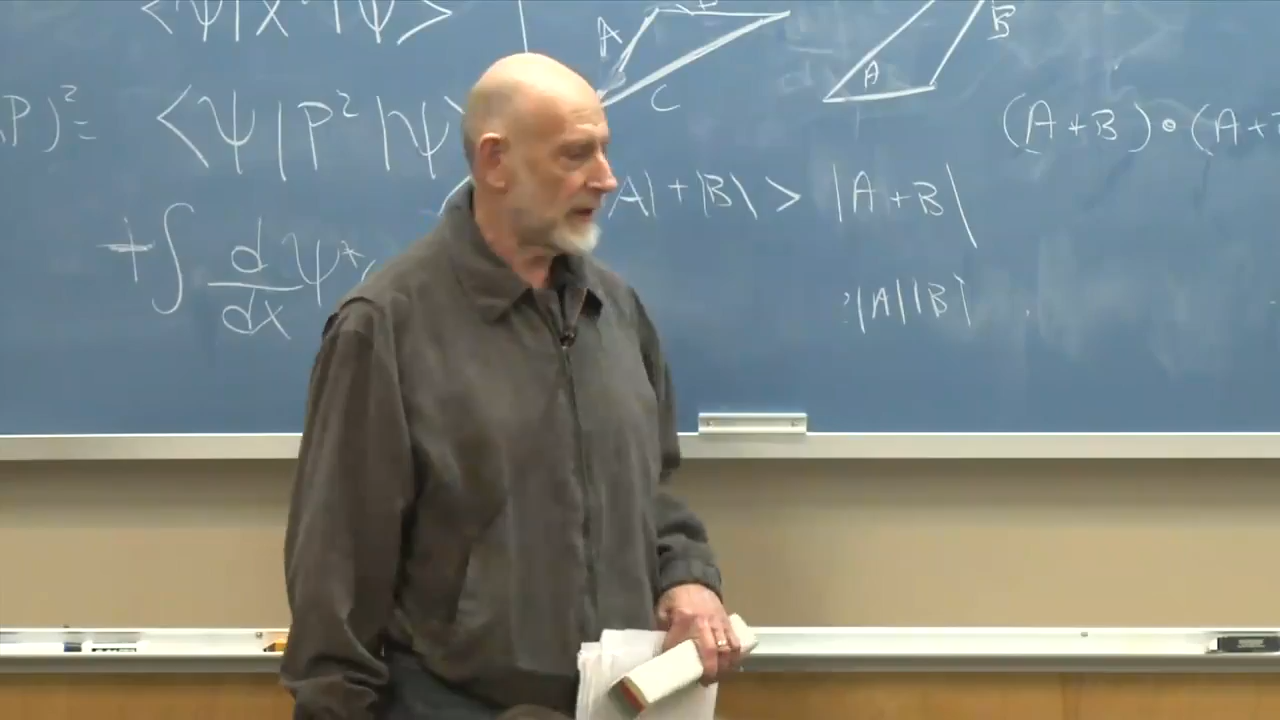 <Ψ|X²|Ψ>
P)² =
<Ψ|P²|Ψ
+∫ d/dx Ψ*
A B
C
A B
(A+B)•(A+B
A|+|B|>|A+B|
|A||B|